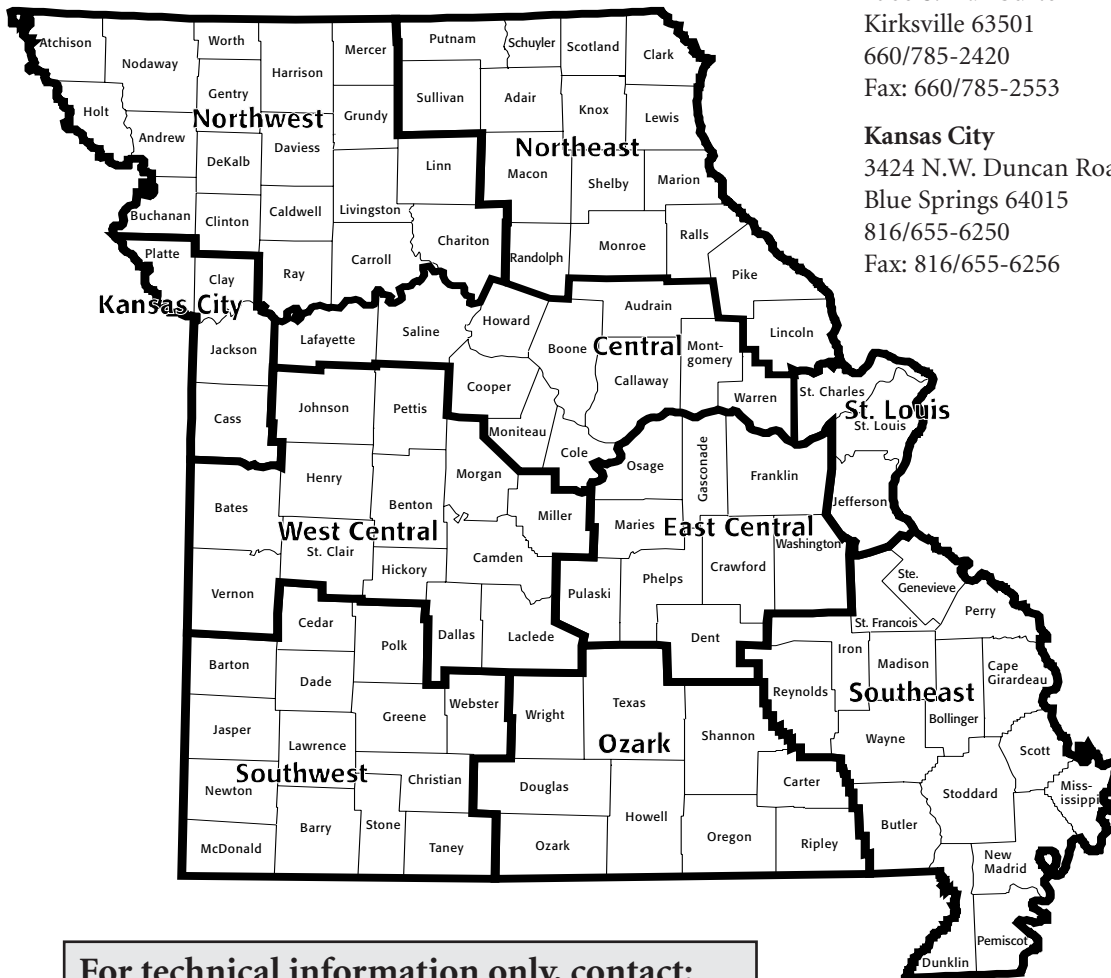 Kirksville 63501
660/785-2420
Fax: 660/785-2553
Kansas City
3424 N.W. Duncan
Blue Springs 64015
816/655-6250
Fax: 816/655-6256
Atchison
Nodaway
Worth
Gentry
Harrison
Mercer
Putnam
Schuyler
Scotland
Clark
Holt
Andrew
Northwest
DeKalb
Daviess
Grundy
Sullivan
Adair
Knox
Lewis
Northeast
Linn
Macon
Shelby
Marion
Buchanan
Clinton
Caldwell
Livingston
Chariton
Randolph
Monroe
Ralls
Pike
Platte
Clay
Ray
Carroll
Kansas City
Jackson
Cass
Lafayette
Saline
Howard
Boone
Audrain
Central
Callaway
Mont-
gomery
Lincoln
Warren
St. Charles
St. Louis
St. Louis
Jefferson
Johnson
Pettis
Cooper
Moniteau
Cole
Osage
Gasconade
Franklin
Bates
Henry
Benton
Morgan
Miller
Maries
East Central
Washington
West Central
St. Clair
Hickory
Camden
Pulaski
Phelps
Crawford
Vernon
Cedar
Polk
Dallas
Laclede
Dent
Ste.
Genevieve
Perry
St. Francois
Iron
Madison
Cape
Girardeau
Reynolds
Southeast
Bollinger
Wayne
Scott
Miss-
issippi
Stoddard
Butler
New
Madrid
Pemiscot
Dunklin
Barton
Dade
Greene
Webster
Wright
Texas
Shannon
Ozark
Jasper
Lawrence
Southwest
Christian
Newton
Douglas
Howell
Carter
McDonald
Barry
Stone
Taney
Ozark
Oregon
Ripley
For technical information only, contact: